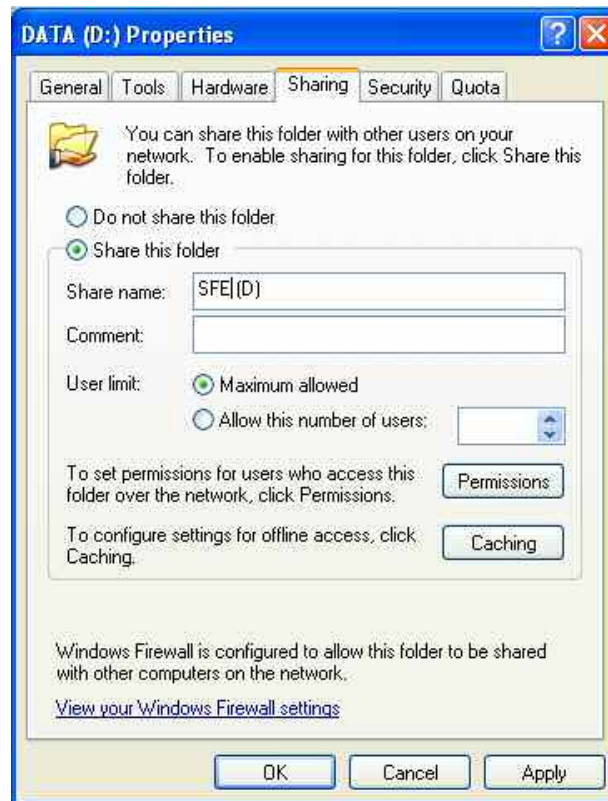 DATA (D:) Properties
General Tools Hardware Sharing Security Quota
You can share this folder with other users on your
network. To enable sharing for this folder, click Share this
folder.
Do not share this folder
Share this folder
Share name: SFE (D)
Comment:
User limit: Maximum allowed
Allow this number of users:
To set permissions for users who access this
folder over the network, click Permissions.
Permissions
To configure settings for offline access, click
Caching.
Caching
Windows Firewall is configured to allow this folder to be shared
with other computers on the network.
View your Windows Firewall settings
OK Cancel Apply